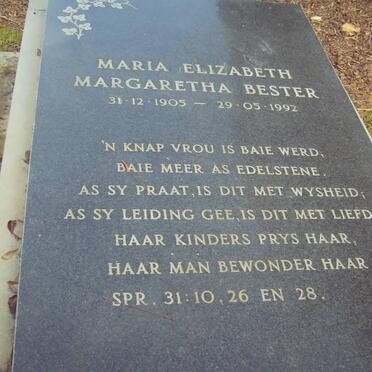 MARIA ELIZABETH
MARGARETHA BESTER
31·12·1905 — 29·05·1992
'N KNAP VROU IS BAIE WERD,
BAIE MEER AS EDELSTENE.
AS SY PRAAT, IS DIT MET WYSHEID;
AS SY LEIDING GEE, IS DIT MET LIEFD
HAAR KINDERS PRYS HAAR,
HAAR MAN BEWONDER HAAR
SPR. 31:10, 26 EN 28.